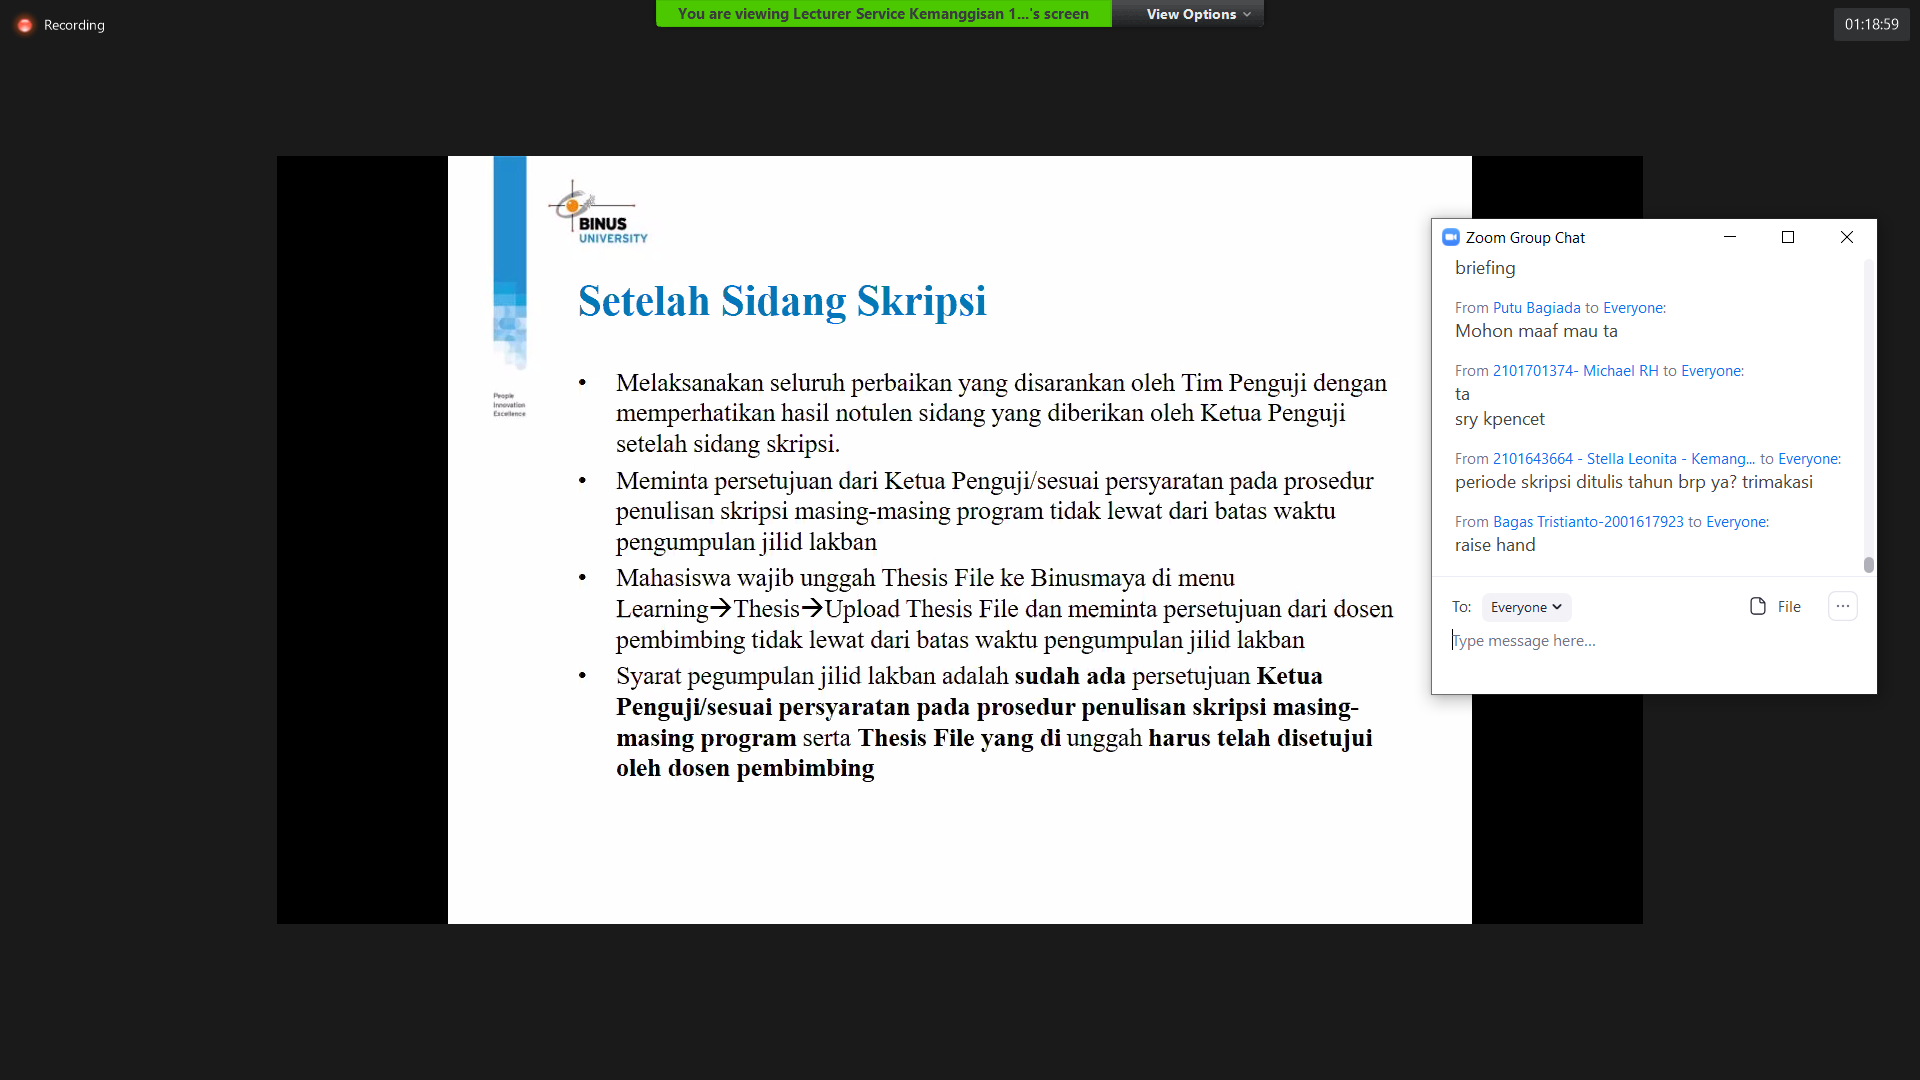 Recording
You are viewing Lecturer Service Kemanggisan 1...'s screen
View Options
01:18:59
BINUS
UNIVERSITY
People
Innovation
Excellence
Setelah Sidang Skripsi
• Melaksanakan seluruh perbaikan yang disarankan oleh Tim Penguji dengan
memperhatikan hasil notulen sidang yang diberikan oleh Ketua Penguji
setelah sidang skripsi.
• Meminta persetujuan dari Ketua Penguji/sesuai persyaratan pada prosedur
penulisan skripsi masing-masing program tidak lewat dari batas waktu
pengumpulan jilid lakban
• Mahasiswa wajib unggah Thesis File ke Binusmaya di menu
Learning→Thesis→Upload Thesis File dan meminta persetujuan dari dosen
pembimbing tidak lewat dari batas waktu pengumpulan jilid lakban
• Syarat pegumpulan jilid lakban adalah sudah ada persetujuan Ketua
Penguji/sesuai persyaratan pada prosedur penulisan skripsi masing-
masing program serta Thesis File yang di unggah harus telah disetujui
oleh dosen pembimbing
Zoom Group Chat
briefing
From Putu Bagiada to Everyone:
Mohon maaf mau ta
From 2101701374- Michael RH to Everyone:
ta
sry kpencet
From 2101643664 - Stella Leonita - Kemang... to Everyone:
periode skripsi ditulis tahun brp ya? trimakasi
From Bagas Tristianto-2001617923 to Everyone:
raise hand
To: Everyone
File
...
Type message here...